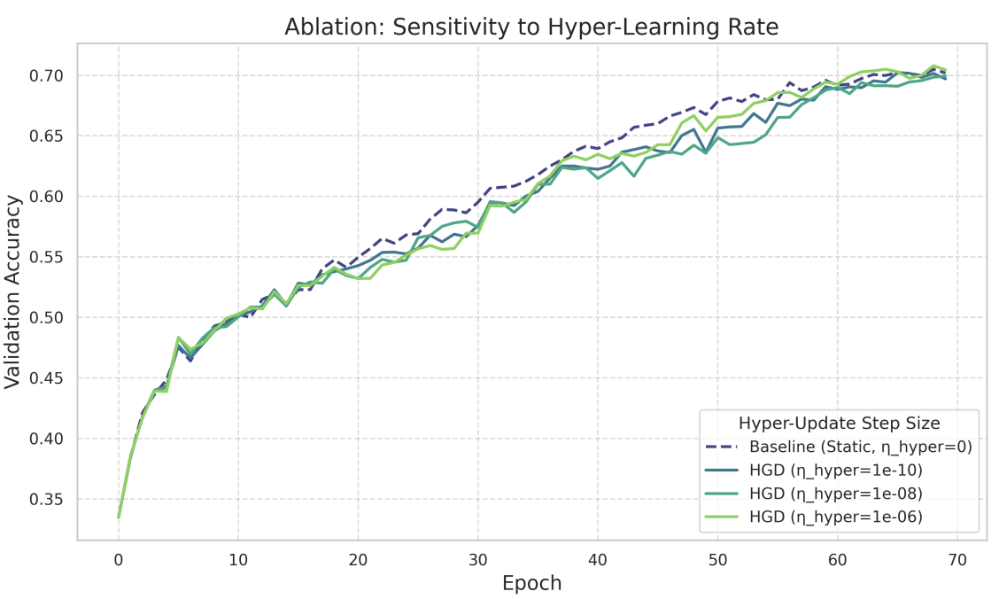 Ablation: Sensitivity to Hyper-Learning Rate
Validation Accuracy
0.70
0.65
0.60
0.55
0.50
0.45
0.40
0.35
Hyper-Update Step Size
Baseline (Static, η_hyper=0)
HGD (η_hyper=1e-10)
HGD (η_hyper=1e-08)
HGD (η_hyper=1e-06)
0 10 20 30 40 50 60 70
Epoch